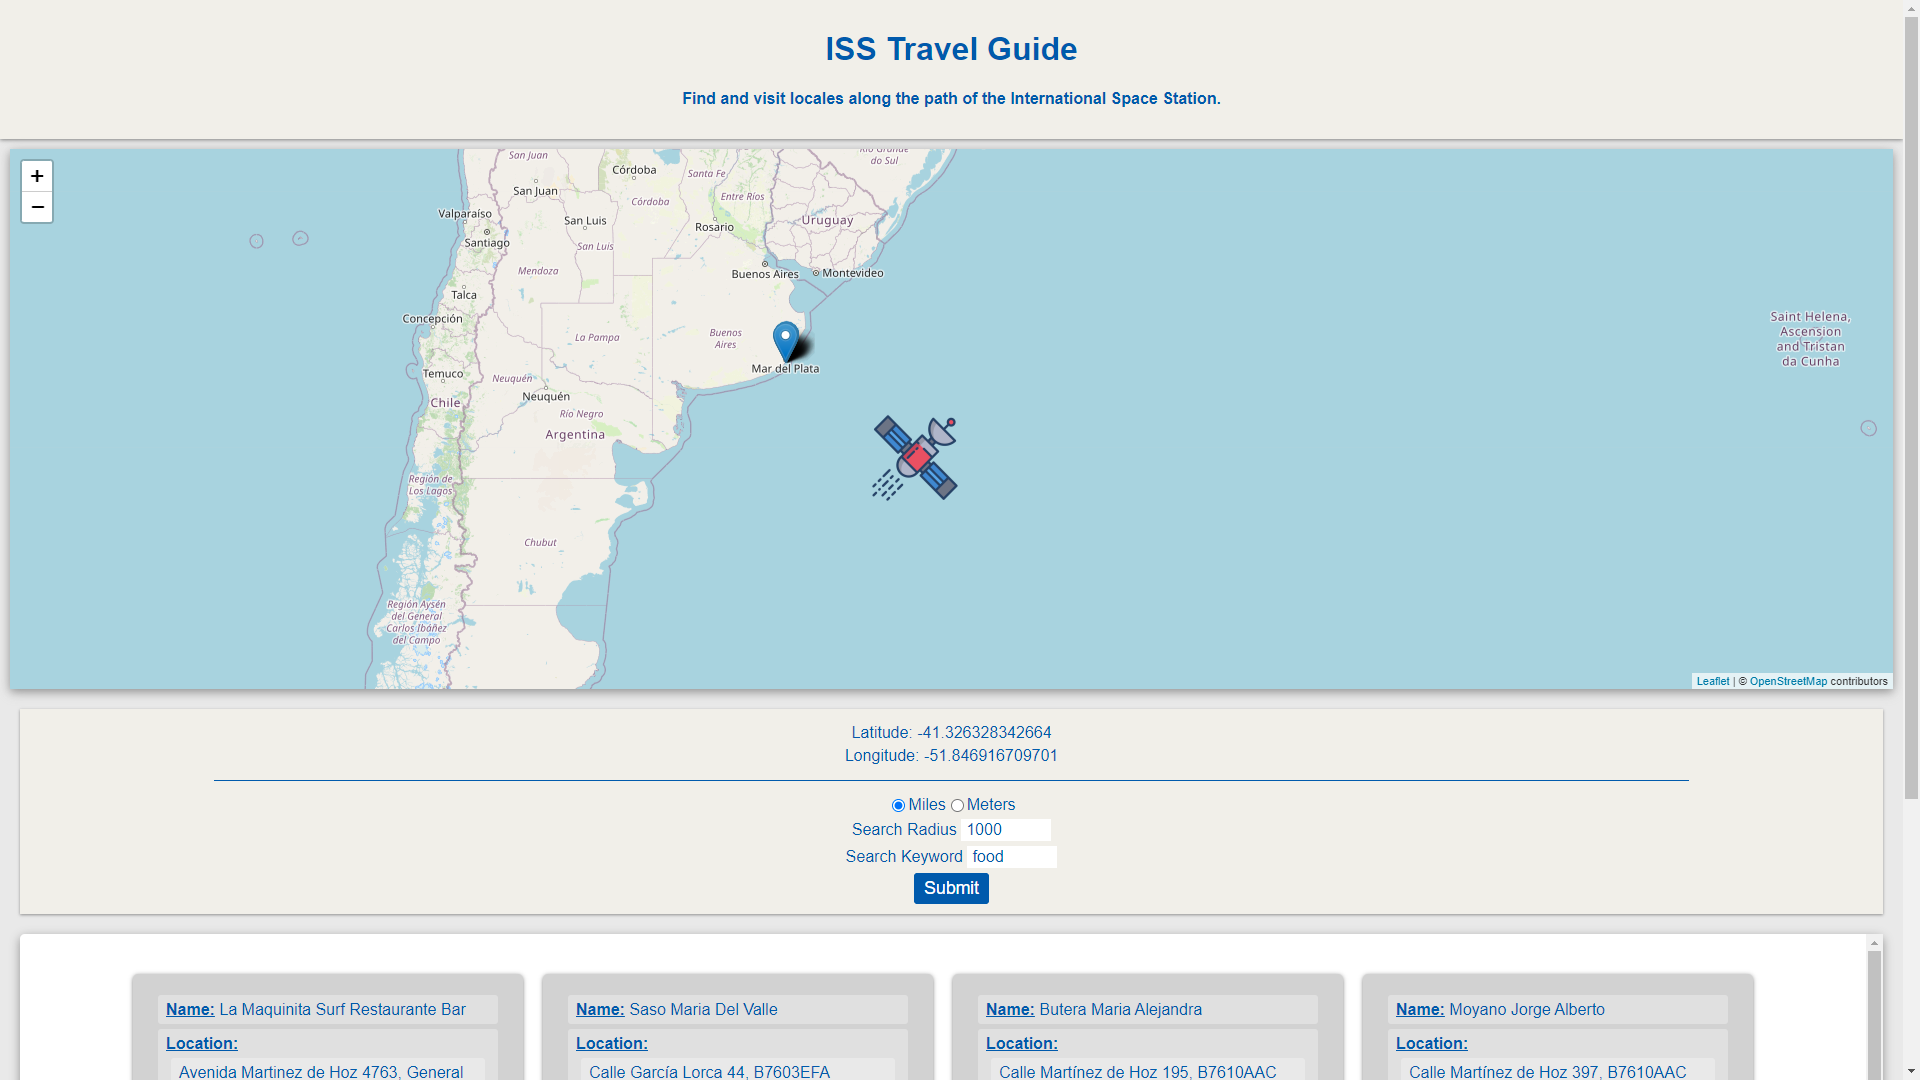 ISS Travel Guide
Find and visit locales along the path of the International Space Station.
+
−
San Juan
Córdoba
Santa Fe
Rio Grande
do Sul
San Juan
Entre Ríos
Córdoba
Valparaíso
San Luis
Rosario
Uruguay
Santiago
San Luis
Mendoza
Buenos Aires
Montevideo
Talca
Concepción
La Pampa
Buenos
Aires
Saint Helena,
Ascension
and Tristan
da Cunha
Mar del Plata
Temuco
Neuquén
Neuquén
Chile
Río Negro
Argentina
Región de
Los Lagos
Chubut
Región Aysén
del General
Carlos Ibáñez
del Campo
Leaflet | © OpenStreetMap contributors
Latitude: -41.326328342664
Longitude: -51.846916709701
Miles Meters
Search Radius 1000
Search Keyword food
Submit
Name: La Maquinita Surf Restaurante Bar
Location:
Avenida Martinez de Hoz 4763, General
Name: Saso Maria Del Valle
Location:
Calle García Lorca 44, B7603EFA
Name: Butera Maria Alejandra
Location:
Calle Martínez de Hoz 195, B7610AAC
Name: Moyano Jorge Alberto
Location:
Calle Martínez de Hoz 397, B7610AAC